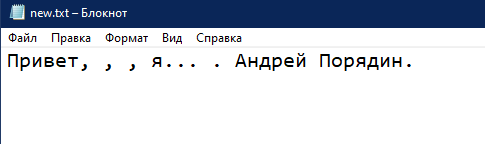 new.txt – Блокнот
Файл Правка Формат Вид Справка
Привет, , , я... . Андрей Порядин.